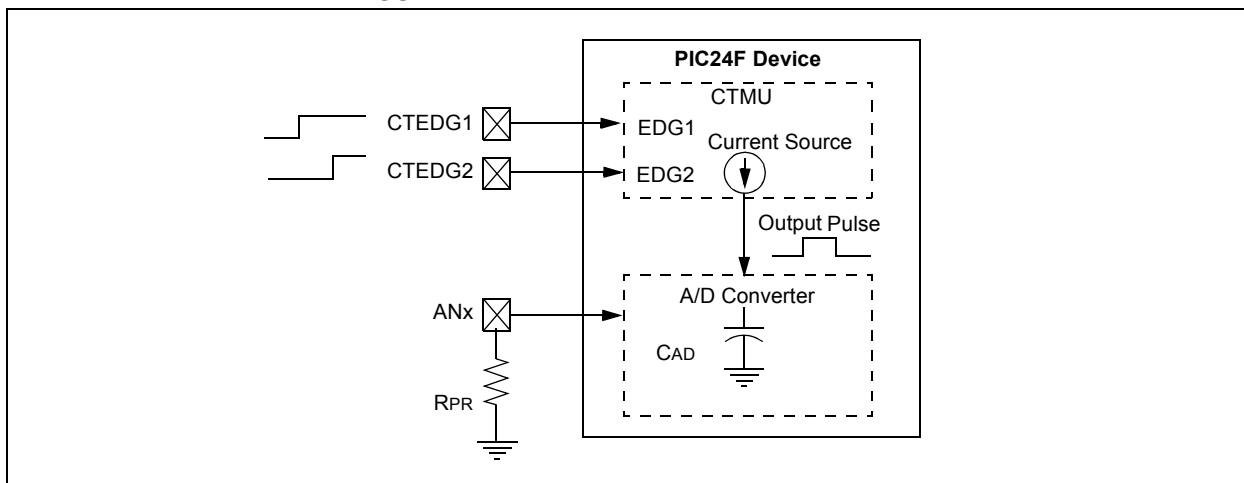 PIC24F Device
CTMU
CTEDG1
EDG1
Current Source
CTEDG2
EDG2
Output Pulse
A/D Converter
ANx
CAD
RPR